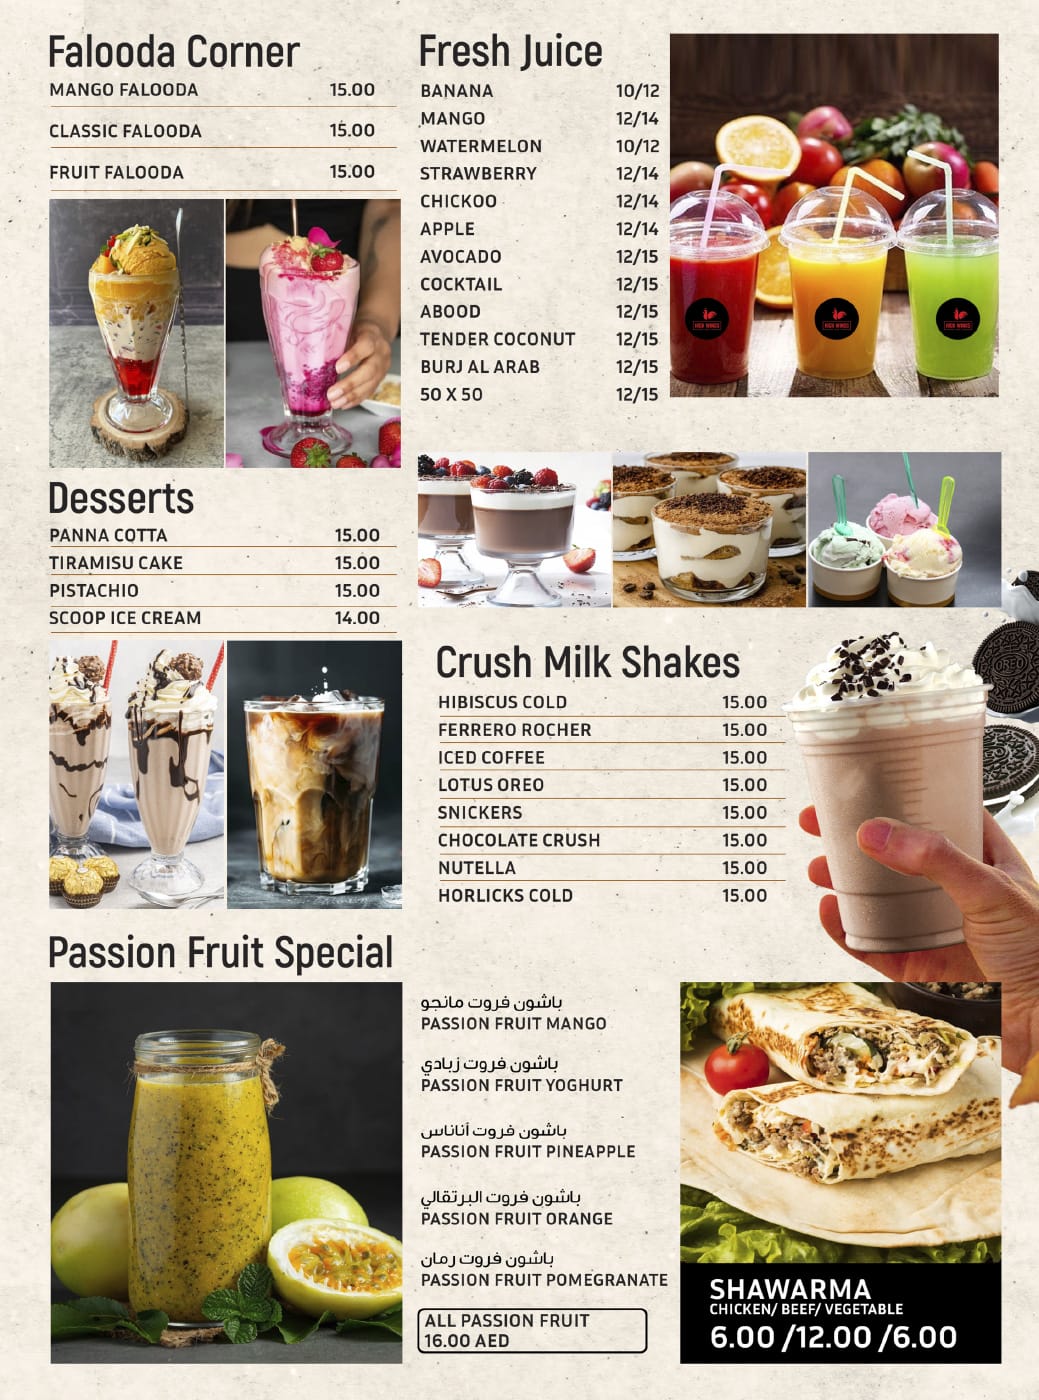 Falooda Corner
MANGO FALOODA 15.00
CLASSIC FALOODA 15.00
FRUIT FALOODA 15.00
Fresh Juice
BANANA 10/12
MANGO 12/14
WATERMELON 10/12
STRAWBERRY 12/14
CHICKOO 12/14
APPLE 12/14
AVOCADO 12/15
COCKTAIL 12/15
ABOOD 12/15
TENDER COCONUT 12/15
BURJ AL ARAB 12/15
50 X 50 12/15
HIGH WINGS
HIGH WINGS
HIGH WINGS
Desserts
PANNA COTTA 15.00
TIRAMISU CAKE 15.00
PISTACHIO 15.00
SCOOP ICE CREAM 14.00
Crush Milk Shakes
HIBISCUS COLD 15.00
FERRERO ROCHER 15.00
ICED COFFEE 15.00
LOTUS OREO 15.00
SNICKERS 15.00
CHOCOLATE CRUSH 15.00
NUTELLA 15.00
HORLICKS COLD 15.00
OREO
OREO
Passion Fruit Special
باشون فروت مانجو
PASSION FRUIT MANGO
باشون فروت زبادي
PASSION FRUIT YOGHURT
باشون فروت أناناس
PASSION FRUIT PINEAPPLE
باشون فروت البرتقالي
PASSION FRUIT ORANGE
باشون فروت رمان
PASSION FRUIT POMEGRANATE
ALL PASSION FRUIT
16.00 AED
SHAWARMA
CHICKEN/ BEEF/ VEGETABLE
6.00 /12.00 /6.00